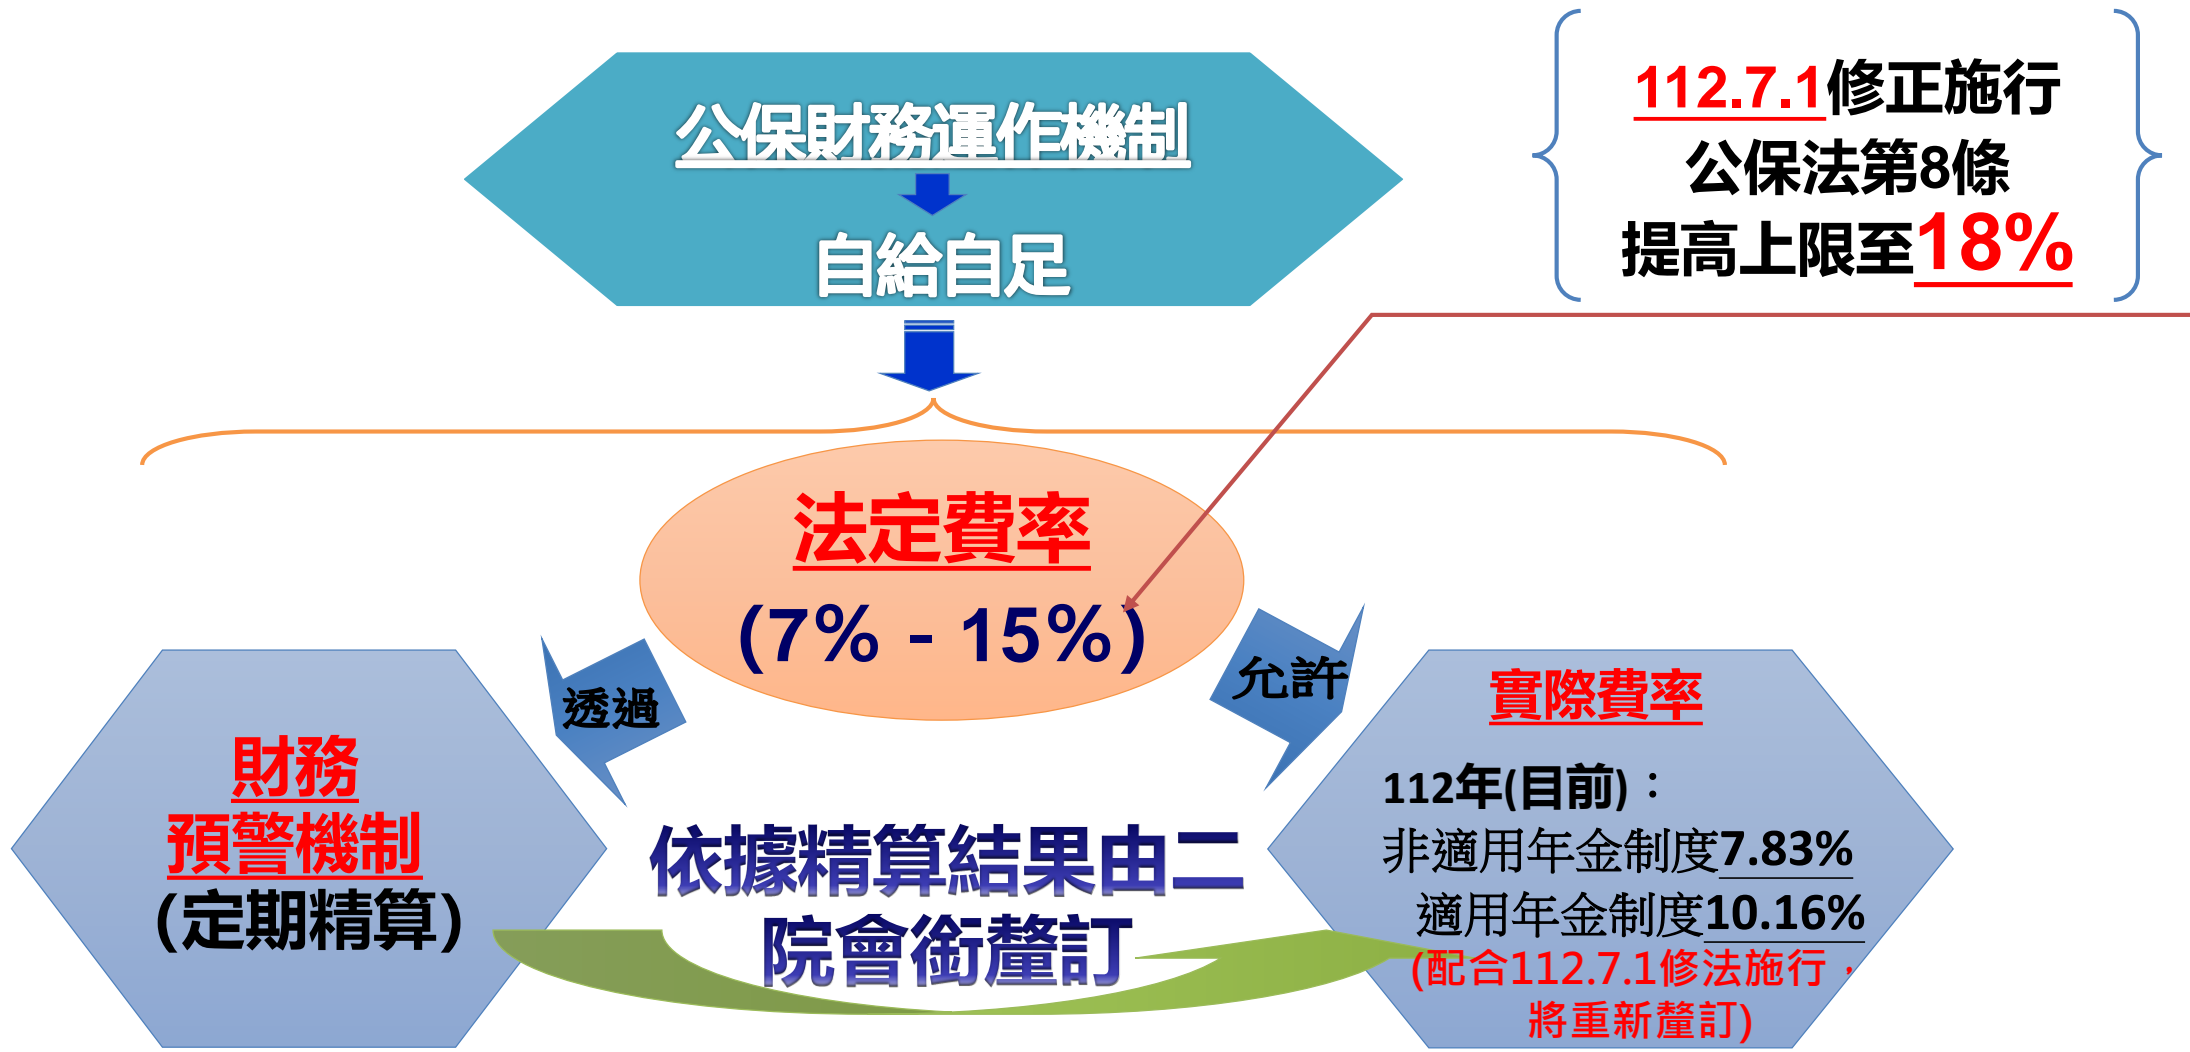 公保財務運作機制
自給自足
112.7.1修正施行
公保法第8條
提高上限至18%
法定費率
(7% - 15%)
透過
允許
財務
預警機制
(定期精算)
依據精算結果由二
院會銜釐訂
實際費率
112年(目前)：
非適用年金制度7.83%
適用年金制度10.16%
(配合112.7.1修法施行，
將重新釐訂)